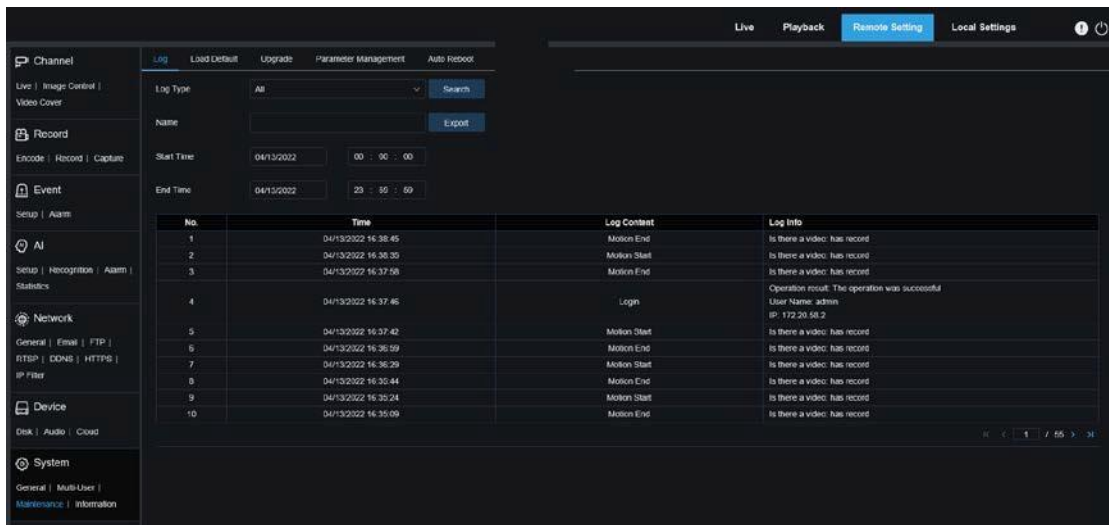 Live Playback Remote Setting Local Settings
Channel
Live | Image Control |
Video Cover
Record
Encode | Record | Capture
Event
Setup | Alarm
AI
Setup | Recognition | Alarm |
Statistics
Network
General | Email | FTP |
RTSP | DDNS | HTTPS |
IP Filter
Device
Disk | Audio | Cloud
System
General | Multi-User |
Maintenance | Information
Log Load Default Upgrade Parameter Management Auto Reboot
Log Type All Search
Name Export
Start Time 04/13/2022 00 : 00 : 00
End Time 04/13/2022 23 : 59 : 59
No. Time Log Content Log Info
1 04/13/2022 16:38:45 Motion End Is there a video: has record
2 04/13/2022 16:38:35 Motion Start Is there a video: has record
3 04/13/2022 16:37:58 Motion End Is there a video: has record
4 04/13/2022 16:37:46 Login Operation result: The operation was successful
User Name: admin
IP: 172.20.58.2
5 04/13/2022 16:37:42 Motion Start Is there a video: has record
6 04/13/2022 16:36:59 Motion End Is there a video: has record
7 04/13/2022 16:36:29 Motion Start Is there a video: has record
8 04/13/2022 16:35:44 Motion End Is there a video: has record
9 04/13/2022 16:35:24 Motion Start Is there a video: has record
10 04/13/2022 16:35:09 Motion End Is there a video: has record
1 / 55